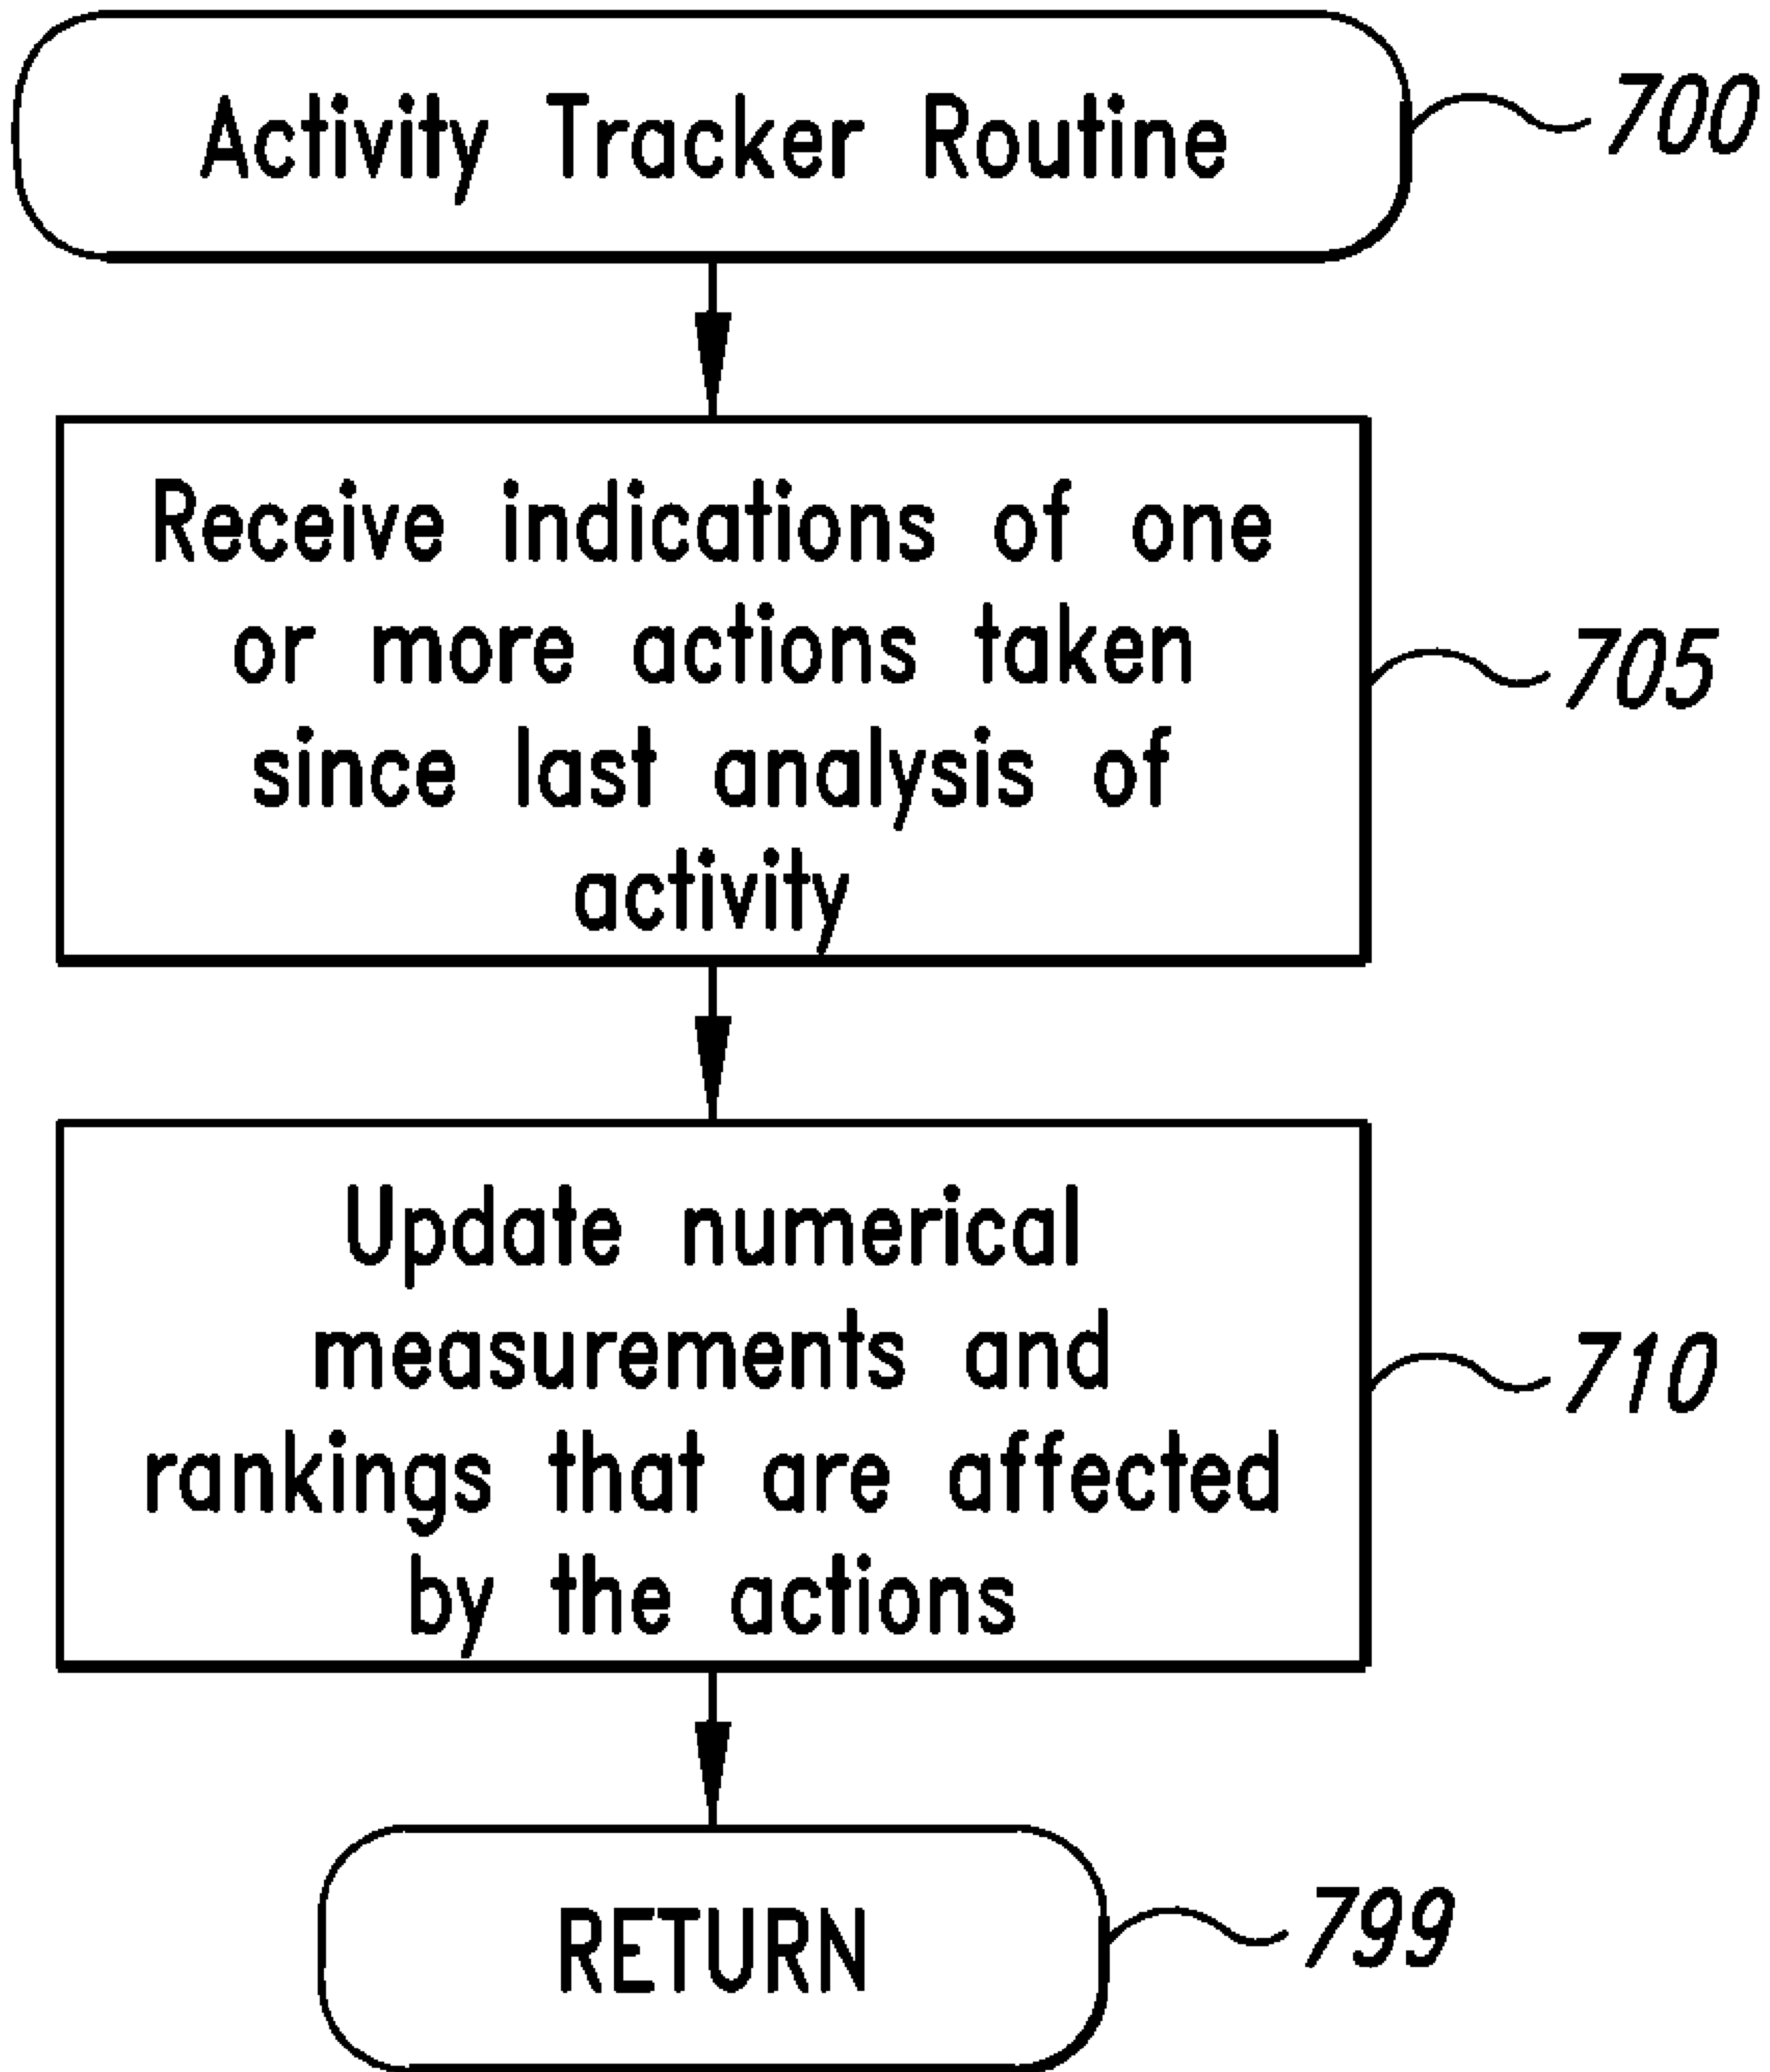 Activity Tracker Routine
700
Receive indications of one
or more actions taken
since last analysis of
activity
705
Update numerical
measurements and
rankings that are affected
by the actions
710
RETURN
799